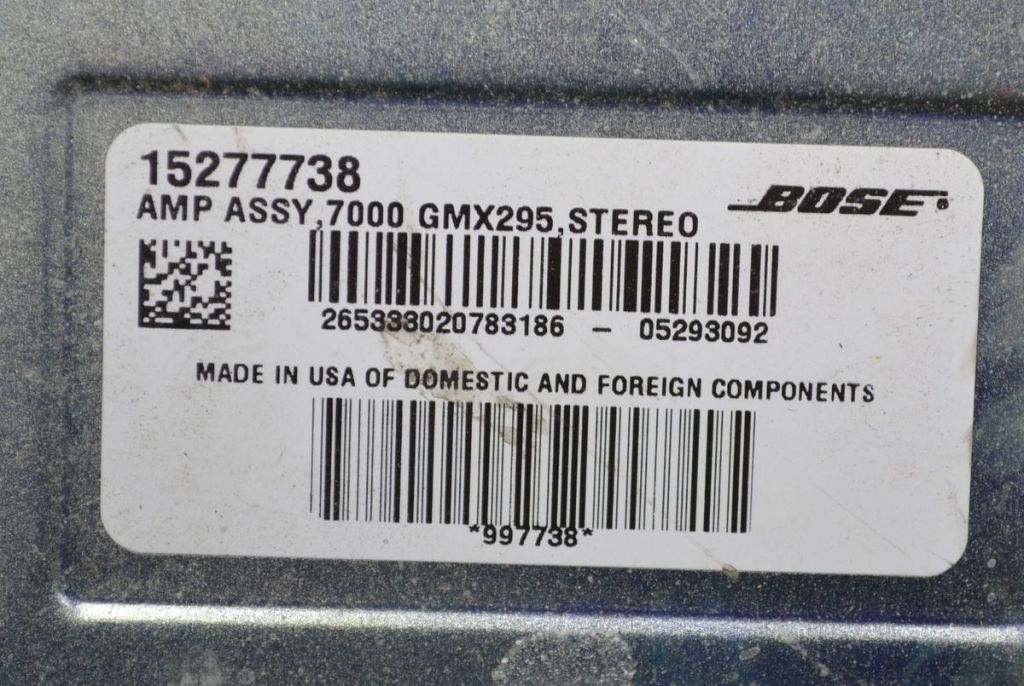 15277738
AMP ASSY,7000 GMX295,STEREO
BOSE®
265333020783186 - 05293092
MADE IN USA OF DOMESTIC AND FOREIGN COMPONENTS
*997738*